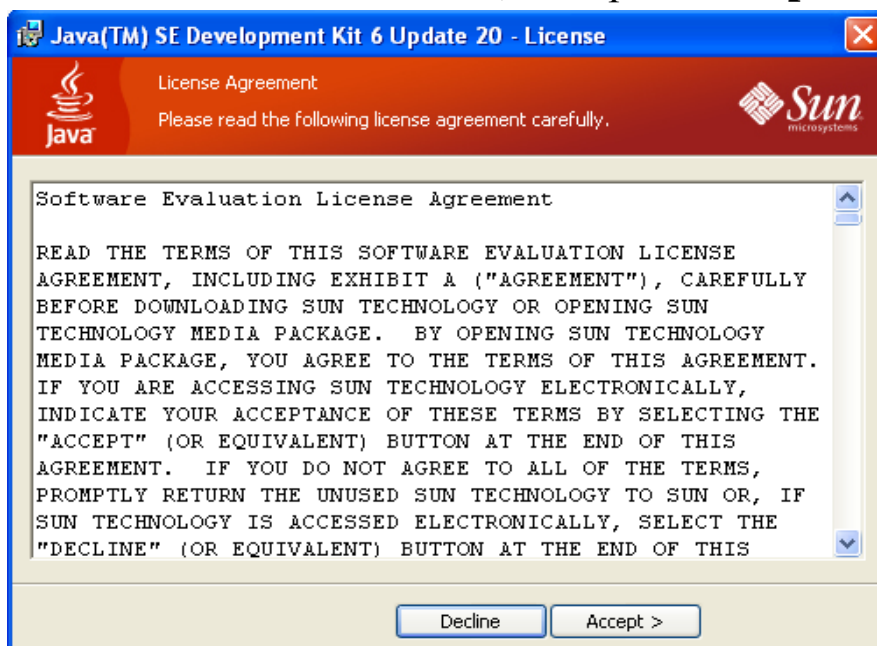 Java(TM) SE Development Kit 6 Update 20 - License
License Agreement
Please read the following license agreement carefully.
Java
Sun
microsystems
Software Evaluation License Agreement
READ THE TERMS OF THIS SOFTWARE EVALUATION LICENSE
AGREEMENT, INCLUDING EXHIBIT A ("AGREEMENT"), CAREFULLY
BEFORE DOWNLOADING SUN TECHNOLOGY OR OPENING SUN
TECHNOLOGY MEDIA PACKAGE.  BY OPENING SUN TECHNOLOGY
MEDIA PACKAGE, YOU AGREE TO THE TERMS OF THIS AGREEMENT.
IF YOU ARE ACCESSING SUN TECHNOLOGY ELECTRONICALLY,
INDICATE YOUR ACCEPTANCE OF THESE TERMS BY SELECTING THE
"ACCEPT" (OR EQUIVALENT) BUTTON AT THE END OF THIS
AGREEMENT.  IF YOU DO NOT AGREE TO ALL OF THE TERMS,
PROMPTLY RETURN THE UNUSED SUN TECHNOLOGY TO SUN OR, IF
SUN TECHNOLOGY IS ACCESSED ELECTRONICALLY, SELECT THE
"DECLINE" (OR EQUIVALENT) BUTTON AT THE END OF THIS
Decline
Accept >